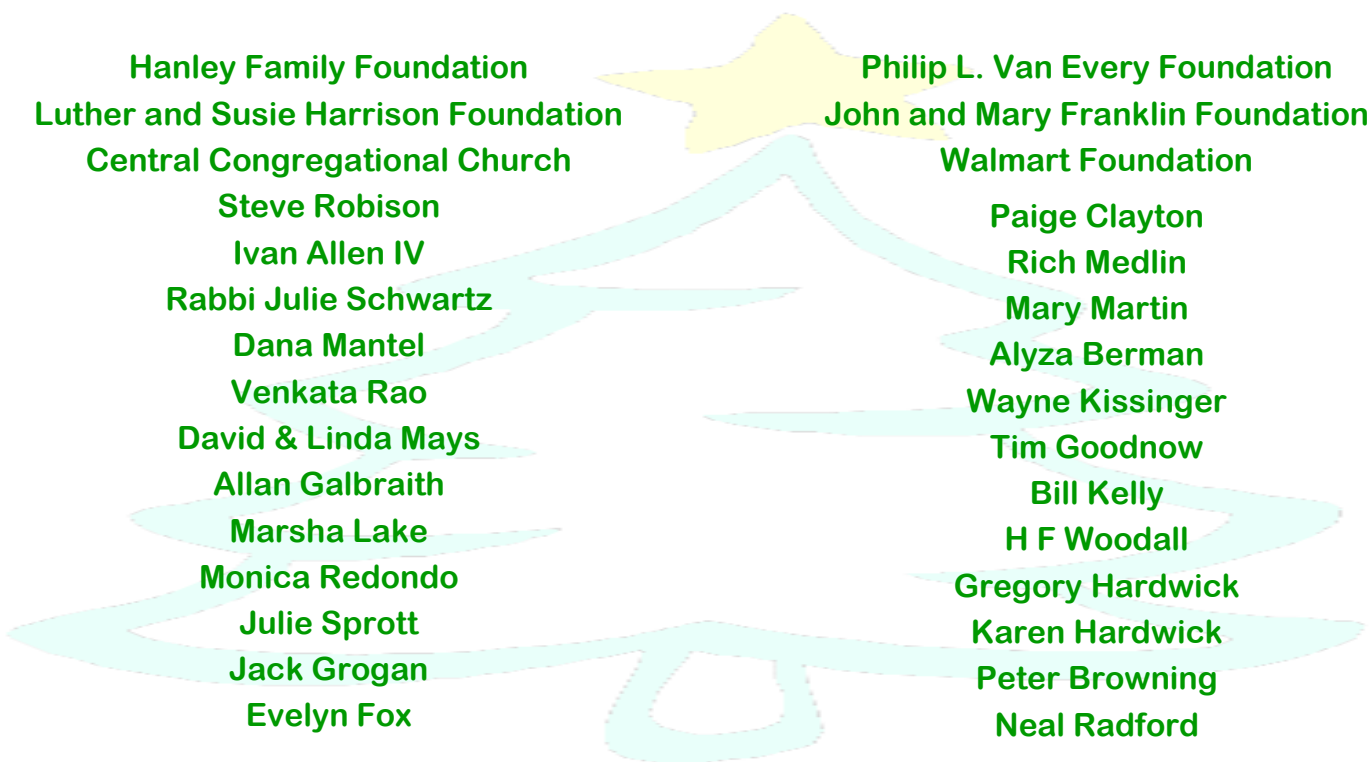 Hanley Family Foundation
Luther and Susie Harrison Foundation
Central Congregational Church
Steve Robison
Ivan Allen IV
Rabbi Julie Schwartz
Dana Mantel
Venkata Rao
David & Linda Mays
Allan Galbraith
Marsha Lake
Monica Redondo
Julie Sprott
Jack Grogan
Evelyn Fox
Philip L. Van Every Foundation
John and Mary Franklin Foundation
Walmart Foundation
Paige Clayton
Rich Medlin
Mary Martin
Alyza Berman
Wayne Kissinger
Tim Goodnow
Bill Kelly
H F Woodall
Gregory Hardwick
Karen Hardwick
Peter Browning
Neal Radford